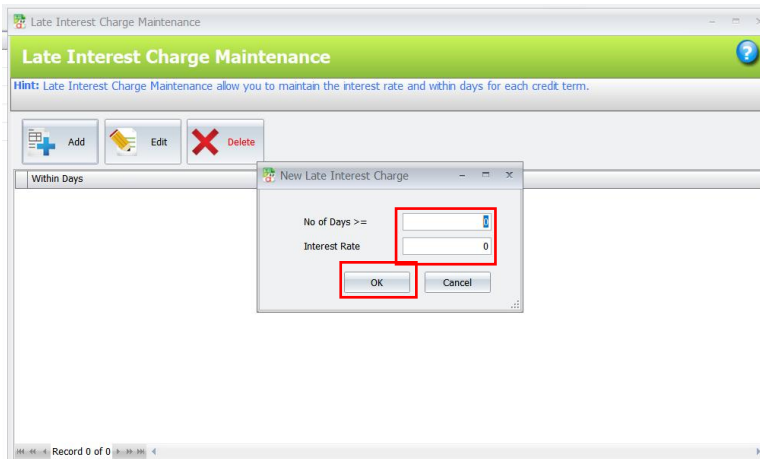 Late Interest Charge Maintenance
Late Interest Charge Maintenance
Hint: Late Interest Charge Maintenance allow you to maintain the interest rate and within days for each credit term.
Add Edit Delete
Within Days
New Late Interest Charge
No of Days >= 0
Interest Rate 0
OK Cancel
Record 0 of 0